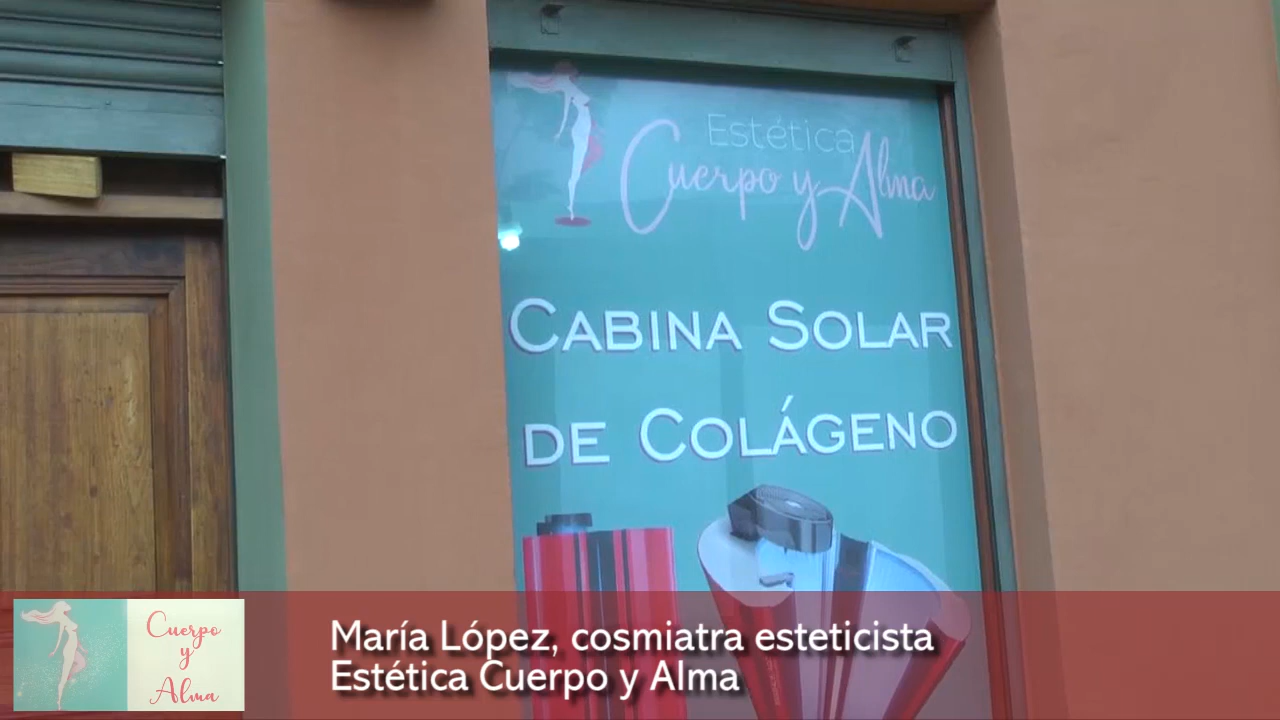 Estética
Cuerpo y Alma
CABINA SOLAR
DE COLÁGENO
Cuerpo
y
Alma
María López, cosmiatra esteticista
Estética Cuerpo y Alma